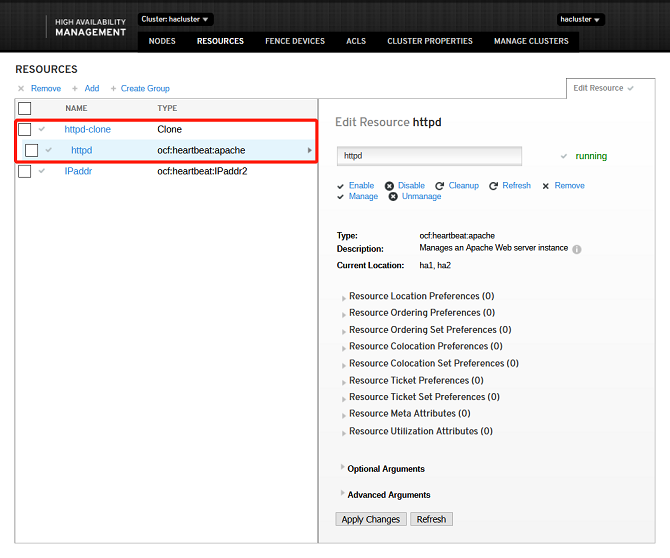 HIGH AVAILABILITY
MANAGEMENT
Cluster: hacluster
hacluster
NODES RESOURCES FENCE DEVICES ACLS CLUSTER PROPERTIES MANAGE CLUSTERS
RESOURCES
Remove Add Create Group
Edit Resource
NAME TYPE
httpd-clone Clone
httpd ocf:heartbeat:apache
IPaddr ocf:heartbeat:IPaddr2
Edit Resource httpd
httpd running
Enable Disable Cleanup Refresh Remove
Manage Unmanage
Type: ocf:heartbeat:apache
Description: Manages an Apache Web server instance
Current Location: ha1, ha2
Resource Location Preferences (0)
Resource Ordering Preferences (0)
Resource Ordering Set Preferences (0)
Resource Colocation Preferences (0)
Resource Colocation Set Preferences (0)
Resource Ticket Preferences (0)
Resource Ticket Set Preferences (0)
Resource Meta Attributes (0)
Resource Utilization Attributes (0)
Optional Arguments
Advanced Arguments
Apply Changes Refresh